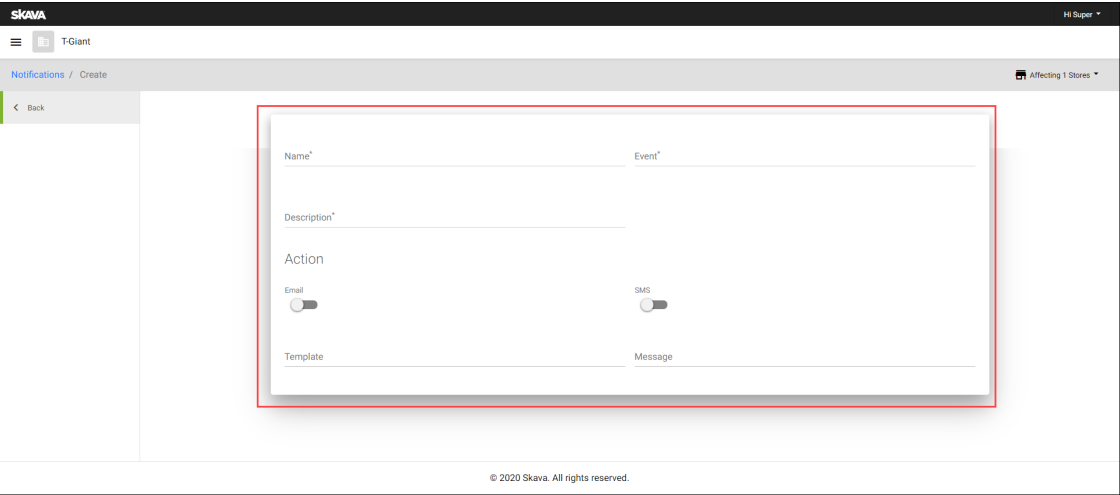 SKAVA
Hi Super
T-Giant
Notifications / Create
Affecting 1 Stores
Back
Name*
Event*
Description*
Action
Email
SMS
Template
Message
© 2020 Skava. All rights reserved.